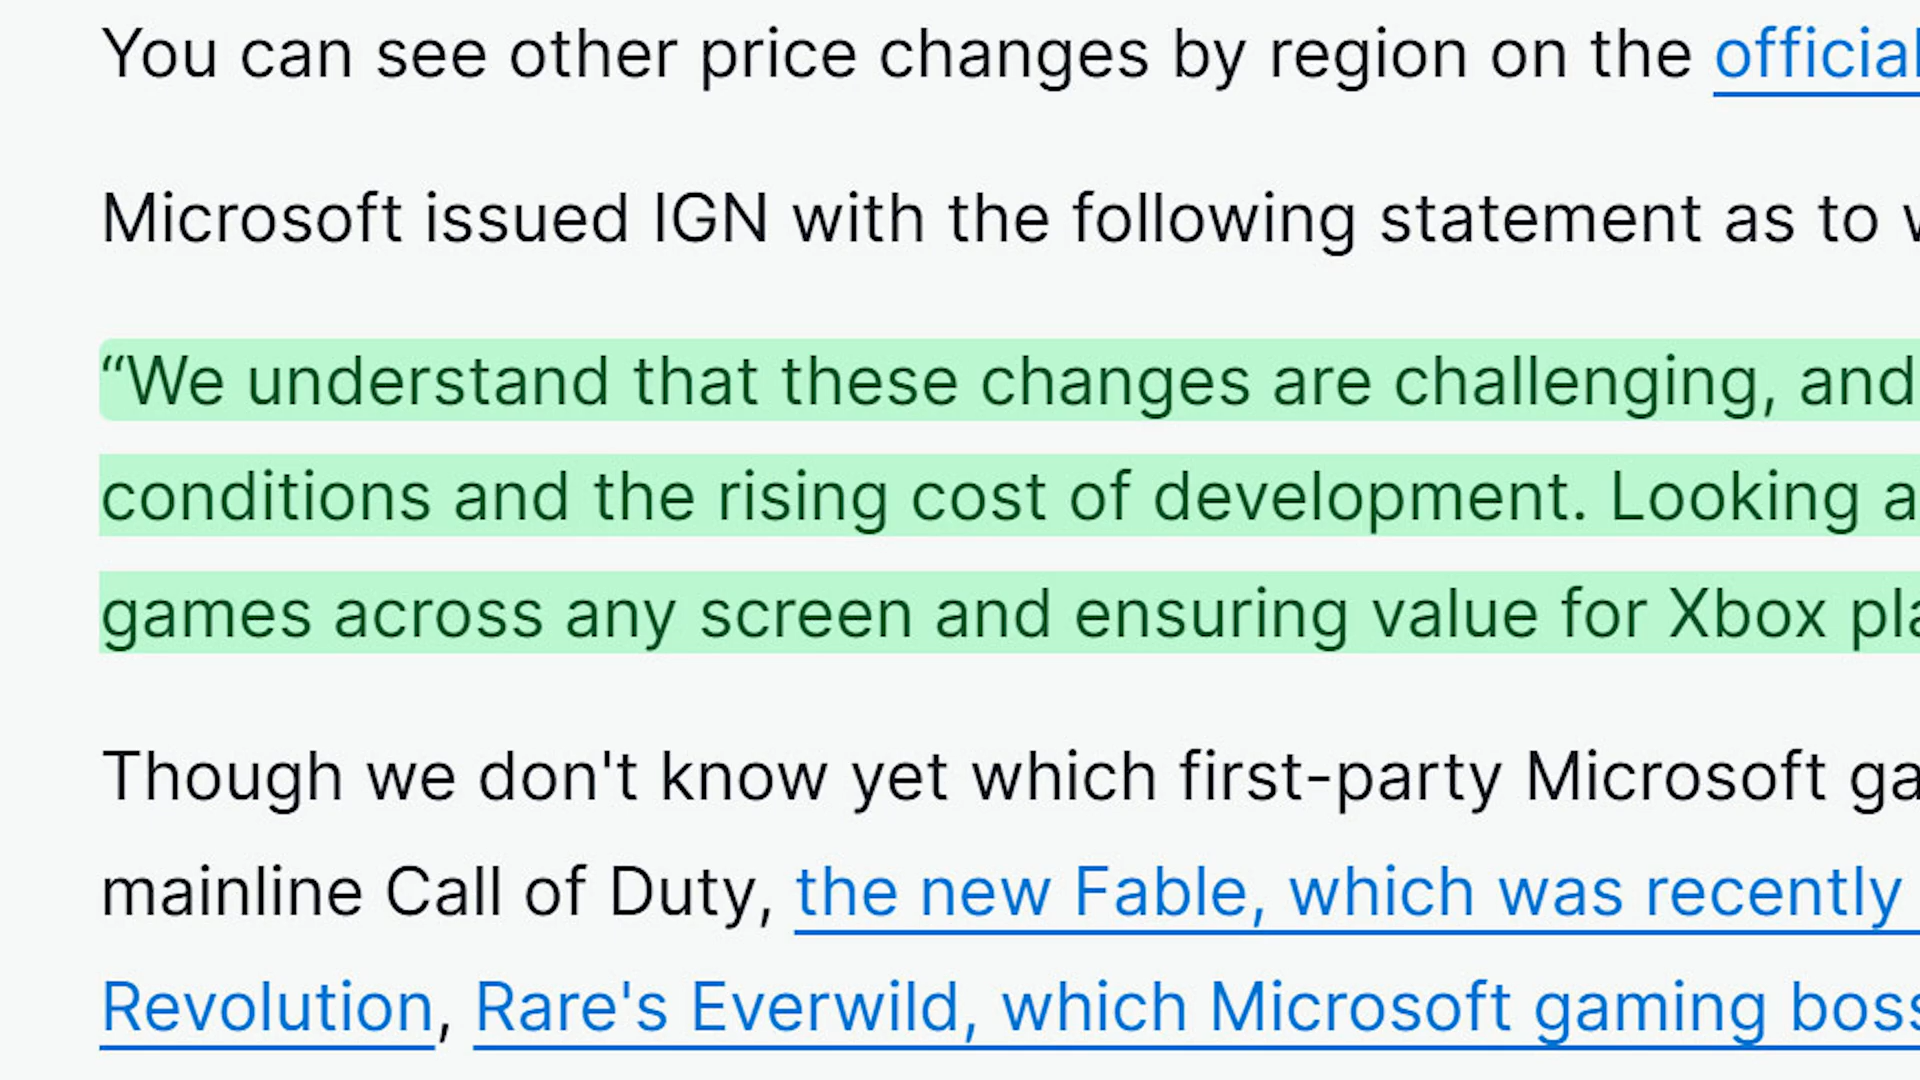 You can see other price changes by region on the official
Microsoft issued IGN with the following statement as to
“We understand that these changes are challenging, and
conditions and the rising cost of development. Looking
games across any screen and ensuring value for Xbox
Though we don't know yet which first-party Microsoft
mainline Call of Duty, the new Fable, which was recently
Revolution, Rare's Everwild, which Microsoft gaming boss